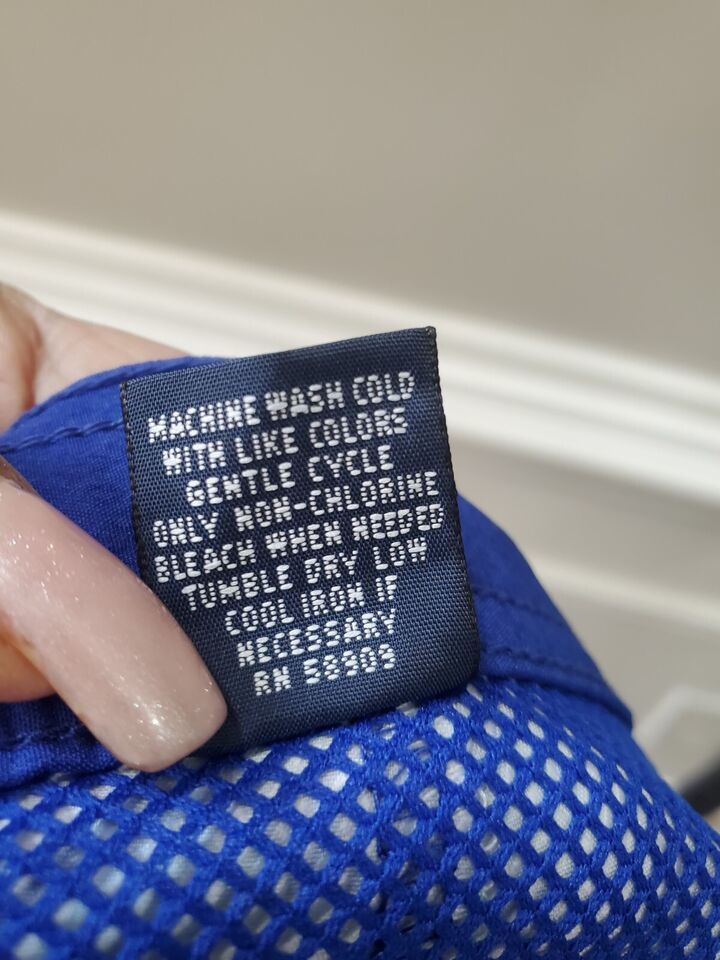 MACHINE WASH COLD
WITH LIKE COLORS
GENTLE CYCLE
ONLY NON-CHLORINE
BLEACH WHEN NEEDED
TUMBLE DRY LOW
COOL IRON IF
NECESSARY
RN